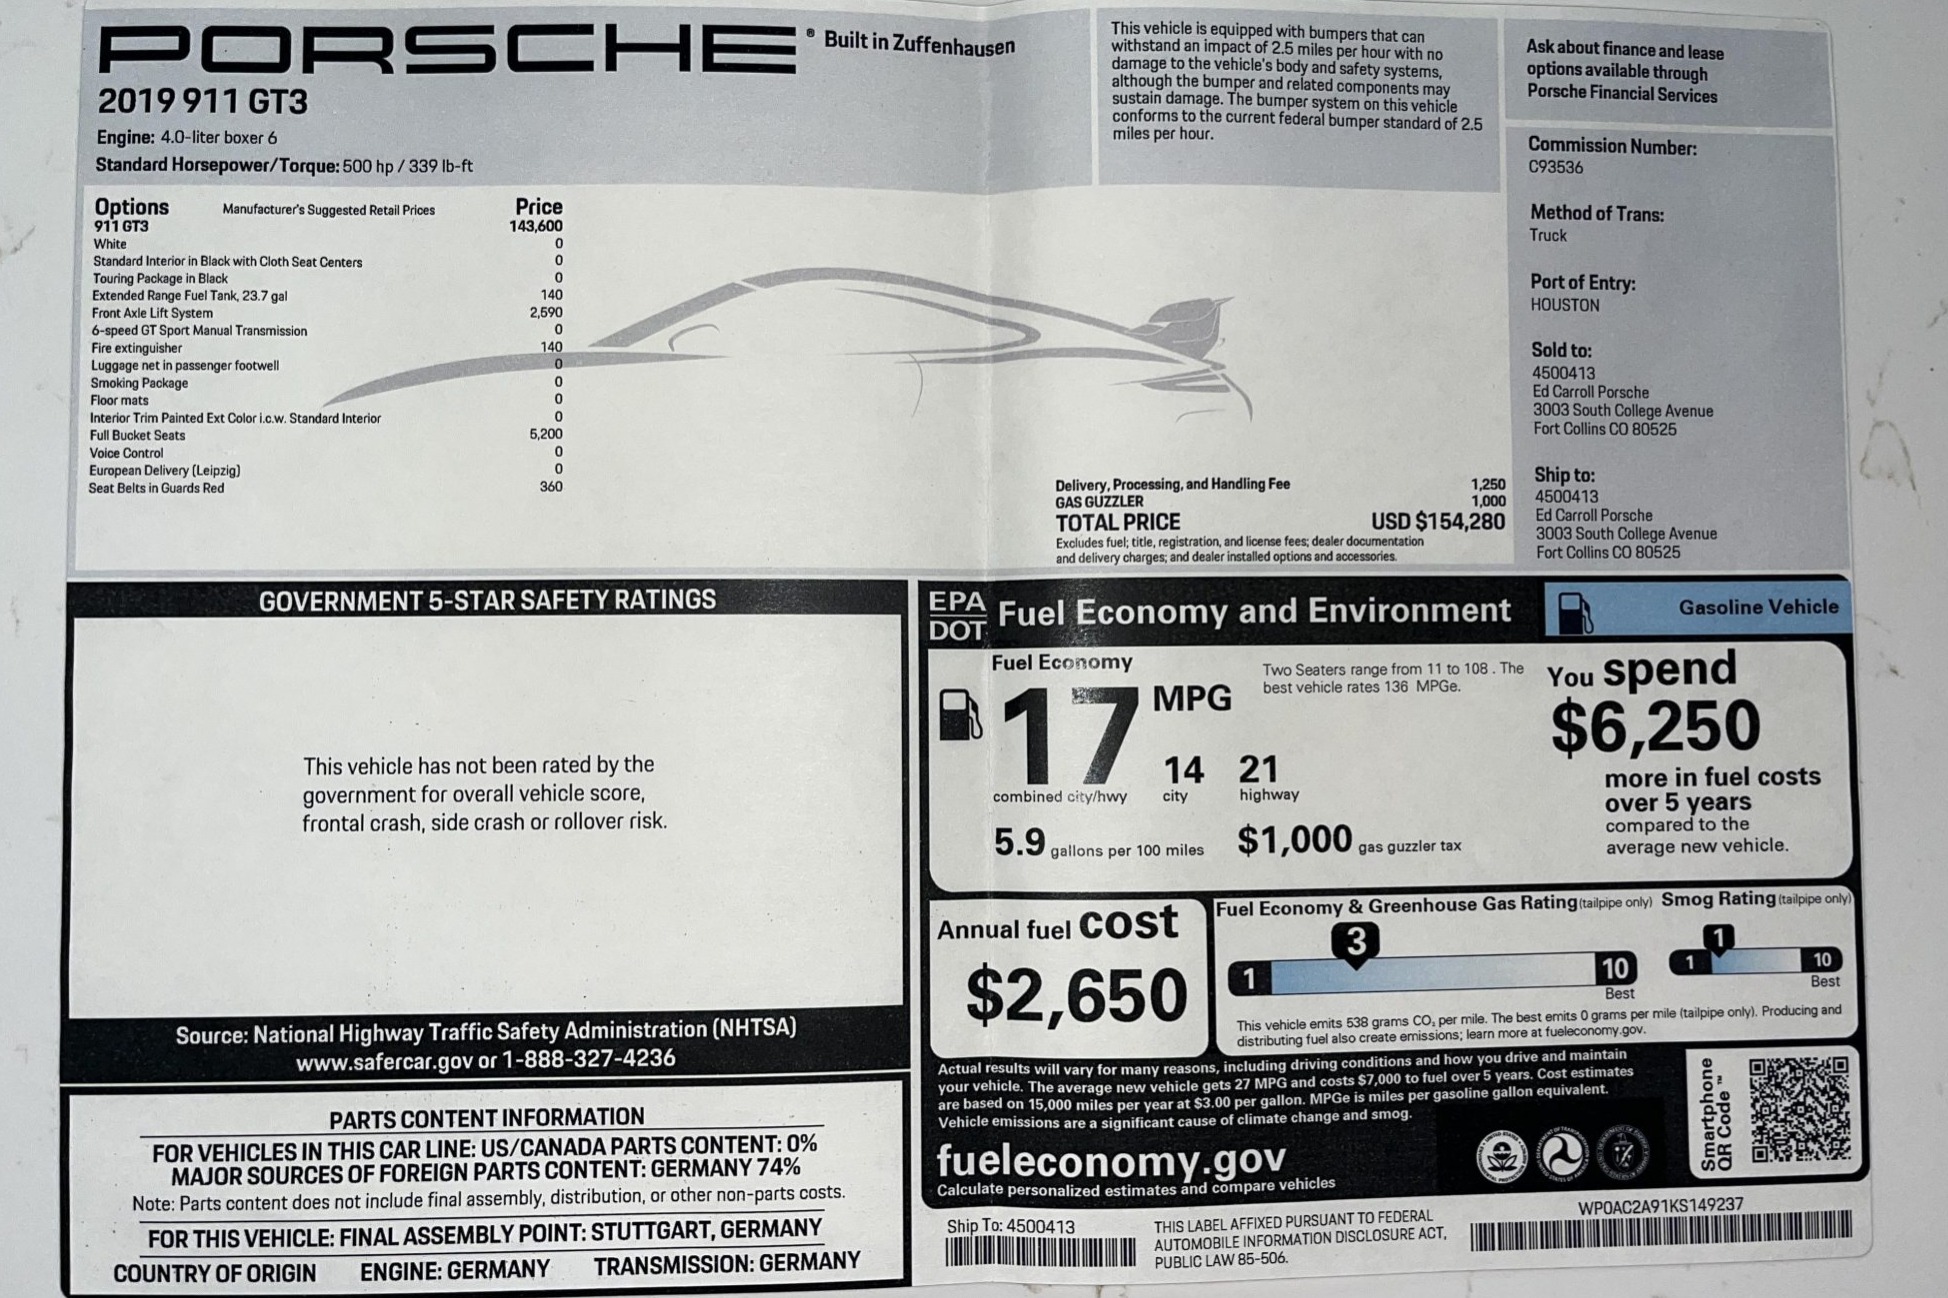 PORSCHE® Built in Zuffenhausen
2019 911 GT3
Engine: 4.0-liter boxer 6
Standard Horsepower/Torque: 500 hp / 339 lb-ft
This vehicle is equipped with bumpers that can
withstand an impact of 2.5 miles per hour with no
damage to the vehicle's body and safety systems,
although the bumper and related components may
sustain damage. The bumper system on this vehicle
conforms to the current federal bumper standard of 2.5
miles per hour.
Ask about finance and lease
options available through
Porsche Financial Services
Commission Number:
C93536
Method of Trans:
Truck
Port of Entry:
HOUSTON
Sold to:
4500413
Ed Carroll Porsche
3003 South College Avenue
Fort Collins CO 80525
Ship to:
4500413
Ed Carroll Porsche
3003 South College Avenue
Fort Collins CO 80525
Options Manufacturer's Suggested Retail Prices Price
911 GT3 143,600
White 0
Standard Interior in Black with Cloth Seat Centers 0
Touring Package in Black 0
Extended Range Fuel Tank, 23.7 gal 140
Front Axle Lift System 2,590
6-speed GT Sport Manual Transmission 0
Fire extinguisher 140
Luggage net in passenger footwell 0
Smoking Package 0
Floor mats 0
Interior Trim Painted Ext Color i.c.w. Standard Interior 0
Full Bucket Seats 5,200
Voice Control 0
European Delivery (Leipzig) 0
Seat Belts in Guards Red 360
Delivery, Processing, and Handling Fee 1,250
GAS GUZZLER 1,000
TOTAL PRICE USD $154,280
Excludes fuel; title, registration, and license fees; dealer documentation
and delivery charges; and dealer installed options and accessories.
GOVERNMENT 5-STAR SAFETY RATINGS
This vehicle has not been rated by the
government for overall vehicle score,
frontal crash, side crash or rollover risk.
Source: National Highway Traffic Safety Administration (NHTSA)
www.safercar.gov or 1-888-327-4236
PARTS CONTENT INFORMATION
FOR VEHICLES IN THIS CAR LINE: US/CANADA PARTS CONTENT: 0%
MAJOR SOURCES OF FOREIGN PARTS CONTENT: GERMANY 74%
Note: Parts content does not include final assembly, distribution, or other non-parts costs.
FOR THIS VEHICLE: FINAL ASSEMBLY POINT: STUTTGART, GERMANY
COUNTRY OF ORIGIN ENGINE: GERMANY TRANSMISSION: GERMANY
EPA
DOT
Fuel Economy and Environment
Gasoline Vehicle
Fuel Economy
17 MPG
combined city/hwy
14
city
21
highway
5.9 gallons per 100 miles
$1,000 gas guzzler tax
Two Seaters range from 11 to 108 . The
best vehicle rates 136 MPGe.
You spend
$6,250
more in fuel costs
over 5 years
compared to the
average new vehicle.
Annual fuel cost
$2,650
Fuel Economy & Greenhouse Gas Rating (tailpipe only)
3
1 10
Best
Smog Rating (tailpipe only)
1
1 10
Best
This vehicle emits 538 grams CO₂ per mile. The best emits 0 grams per mile (tailpipe only). Producing and
distributing fuel also create emissions; learn more at fueleconomy.gov.
Actual results will vary for many reasons, including driving conditions and how you drive and maintain
your vehicle. The average new vehicle gets 27 MPG and costs $7,000 to fuel over 5 years. Cost estimates
are based on 15,000 miles per year at $3.00 per gallon. MPGe is miles per gasoline gallon equivalent.
Vehicle emissions are a significant cause of climate change and smog.
fueleconomy.gov
Calculate personalized estimates and compare vehicles
Smartphone
QR Code™
Ship To: 4500413
THIS LABEL AFFIXED PURSUANT TO FEDERAL
AUTOMOBILE INFORMATION DISCLOSURE ACT,
PUBLIC LAW 85-506.
WP0AC2A91KS149237